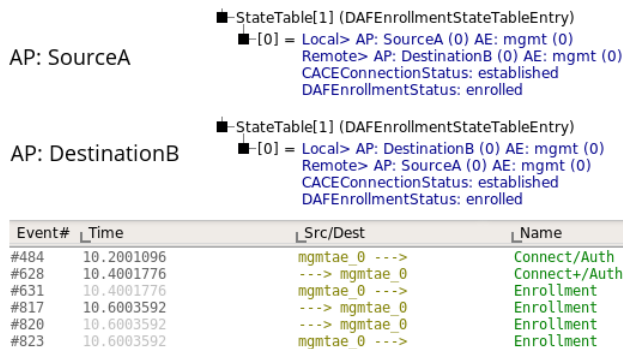 StateTable[1] (DAFEnrollmentStateTableEntry)
[0] = Local> AP: SourceA (0) AE: mgmt (0)
AP: SourceA
Remote> AP: DestinationB (0) AE: mgmt (0)
CACEConnectionStatus: established
DAFEnrollmentStatus: enrolled
StateTable[1] (DAFEnrollmentStateTableEntry)
[0] = Local> AP: DestinationB (0) AE: mgmt (0)
AP: DestinationB
Remote> AP: SourceA (0) AE: mgmt (0)
CACEConnectionStatus: established
DAFEnrollmentStatus: enrolled
Event# Time Src/Dest Name
#484 10.2001096 mgmtae_0 ---> Connect/Auth
#628 10.4001776 ---> mgmtae_0 Connect+/Auth
#631 10.4001776 mgmtae_0 ---> Enrollment
#817 10.6003592 ---> mgmtae_0 Enrollment
#820 10.6003592 ---> mgmtae_0 Enrollment
#823 10.6003592 mgmtae_0 ---> Enrollment